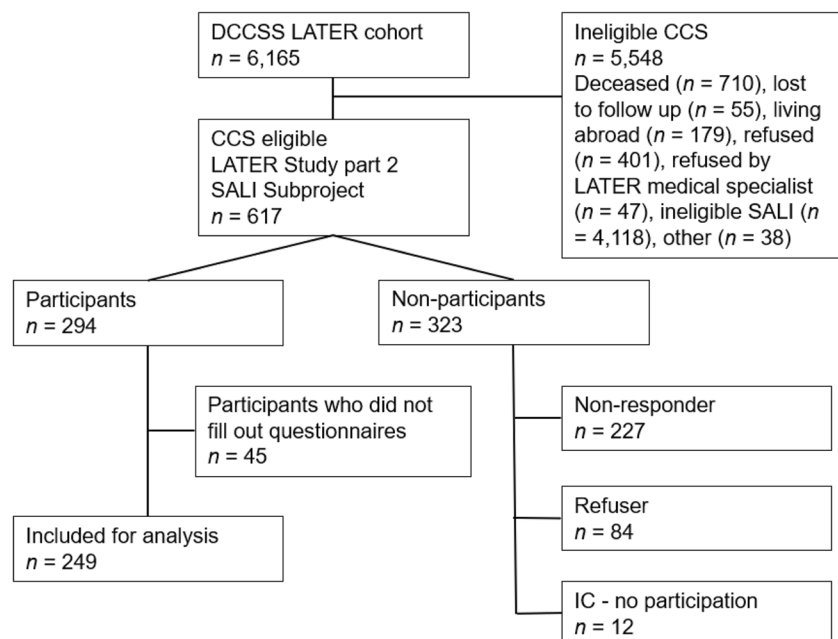 DCCSS LATER cohort
n = 6,165
Ineligible CCS
n = 5,548
Deceased (n = 710), lost
to follow up (n = 55), living
abroad (n = 179), refused
(n = 401), refused by
LATER medical specialist
(n = 47), ineligible SALI (n
= 4,118), other (n = 38)
CCS eligible
LATER Study part 2
SALI Subproject
n = 617
Participants
n = 294
Non-participants
n = 323
Participants who did not
fill out questionnaires
n = 45
Non-responder
n = 227
Refuser
n = 84
Included for analysis
n = 249
IC - no participation
n = 12